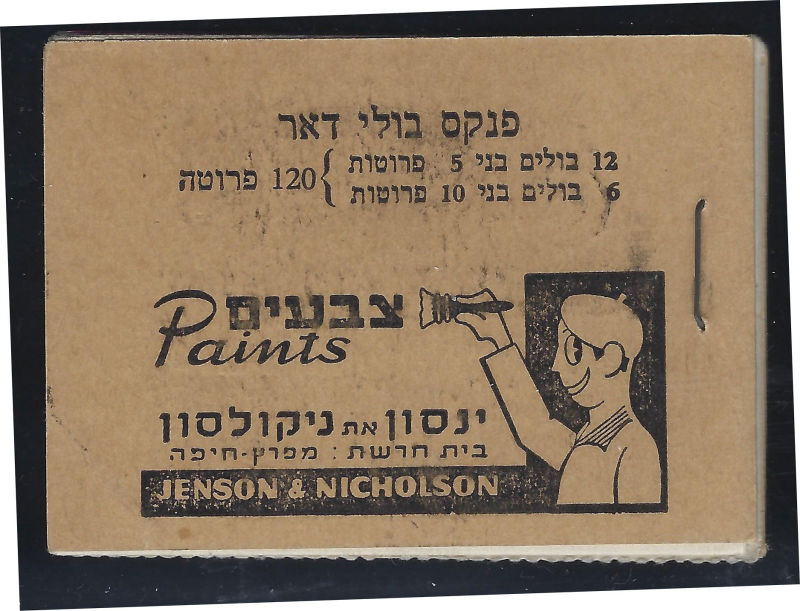 פנקס בולי דאר
12 בולים בני 5 פרוטות
6 בולים בני 10 פרוטות
} 120 פרוטה
צבעים
Paints
ינסון את ניקולסון
בית חרשת: מפרץ-חיפה
JENSON & NICHOLSON